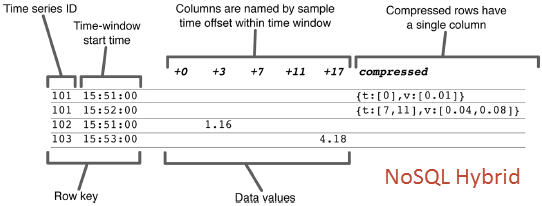 Time series ID
Time-window
start time
Columns are named by sample
time offset within time window
Compressed rows have
a single column
+0 +3 +7 +11 +17 compressed
101 15:51:00 {t:[0],v:[0.01]}
101 15:52:00 {t:[7,11],v:[0.04,0.08]}
102 15:51:00 1.16
103 15:53:00 4.18
Row key
Data values
NoSQL Hybrid